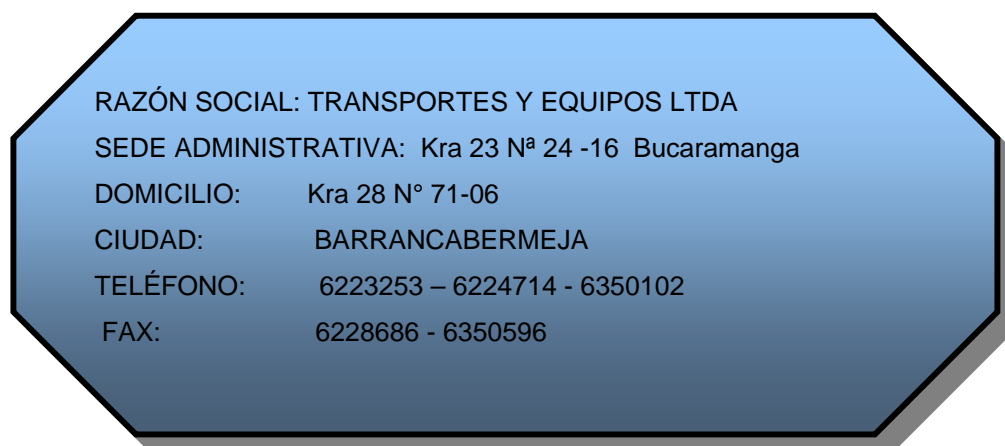 RAZÓN SOCIAL: TRANSPORTES Y EQUIPOS LTDA
SEDE ADMINISTRATIVA: Kra 23 Nª 24 -16 Bucaramanga
DOMICILIO: Kra 28 N° 71-06
CIUDAD: BARRANCABERMEJA
TELÉFONO: 6223253 – 6224714 - 6350102
FAX: 6228686 - 6350596